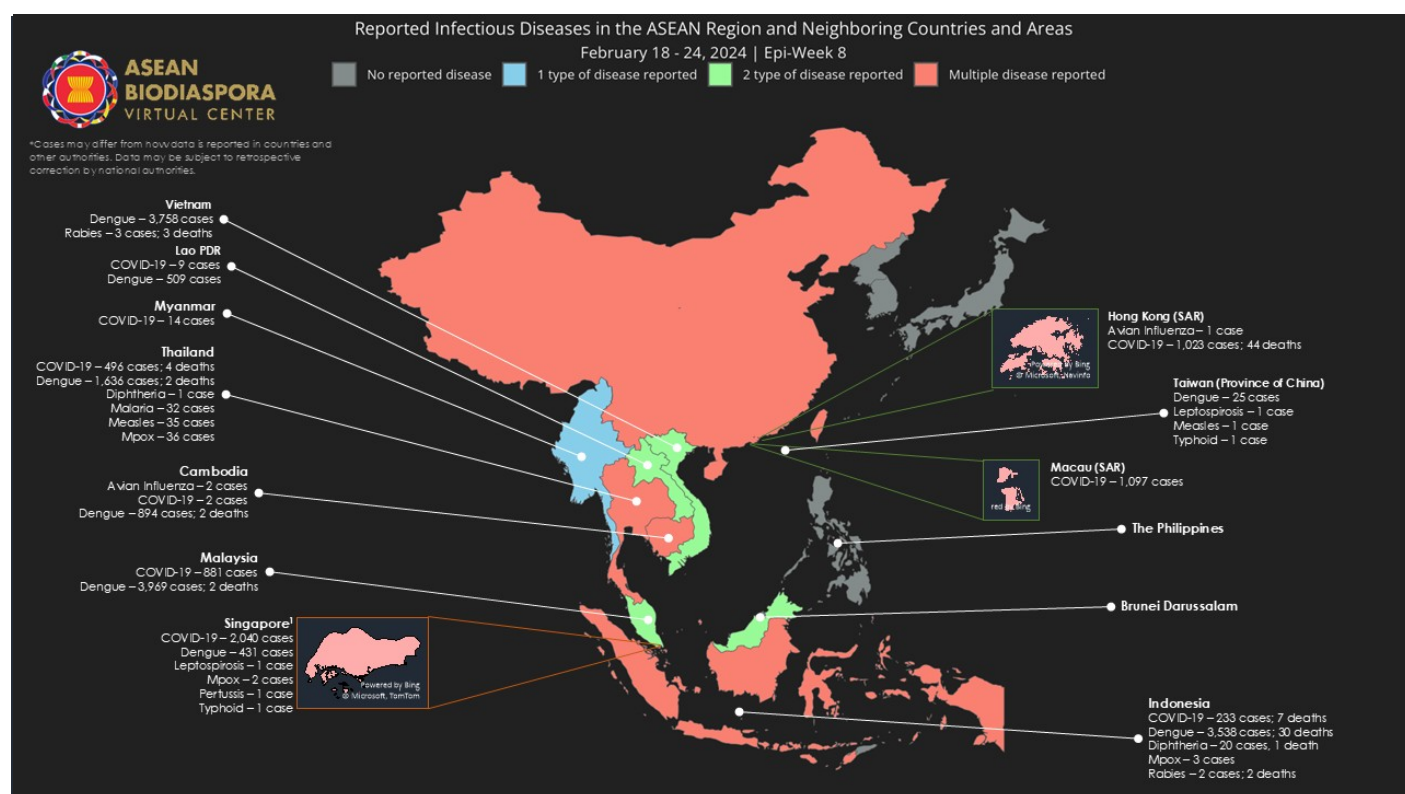 Reported Infectious Diseases in the ASEAN Region and Neighboring Countries and Areas
February 18 - 24, 2024 | Epi-Week 8
No reported disease
1 type of disease reported
2 type of disease reported
Multiple disease reported
ASEAN
BIODIASPORA
VIRTUAL CENTER
*Cases may differ from now data is reported in countries and
other authorities. Data may be subject to retrospective
correction by national authorities.
Vietnam
Dengue – 3,758 cases
Rabies – 3 cases; 3 deaths
Lao PDR
COVID-19 – 9 cases
Dengue – 509 cases
Myanmar
COVID-19 – 14 cases
Thailand
COVID-19 – 496 cases; 4 deaths
Dengue – 1,636 cases; 2 deaths
Diphtheria – 1 case
Malaria – 32 cases
Measles – 35 cases
Mpox – 36 cases
Cambodia
Avian Influenza – 2 cases
COVID-19 – 2 cases
Dengue – 894 cases; 2 deaths
Malaysia
COVID-19 – 881 cases
Dengue – 3,969 cases; 2 deaths
Singapore¹
COVID-19 – 2,040 cases
Dengue – 431 cases
Leptospirosis – 1 case
Mpox – 2 cases
Pertussis – 1 case
Typhoid – 1 case
Powered by Bing
© Microsoft, TomTom
Powered by Bing
© Microsoft, Navinfo
Hong Kong (SAR)
Avian Influenza – 1 case
COVID-19 – 1,023 cases; 44 deaths
Taiwan (Province of China)
Dengue – 25 cases
Leptospirosis – 1 case
Measles – 1 case
Typhoid – 1 case
red by Bing
Macau (SAR)
COVID-19 – 1,097 cases
The Philippines
Brunei Darussalam
Indonesia
COVID-19 – 233 cases; 7 deaths
Dengue – 3,538 cases; 30 deaths
Diphtheria – 20 cases, 1 death
Mpox – 3 cases
Rabies – 2 cases; 2 deaths